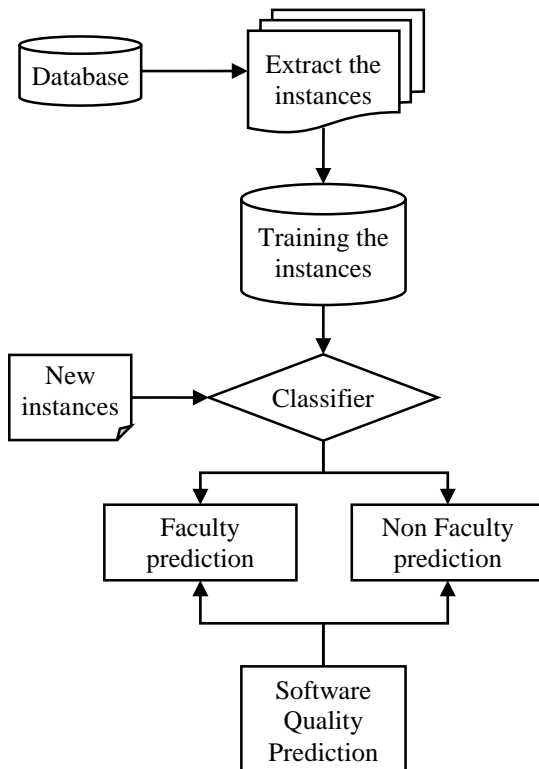 Database
Extract the
instances
Training the
instances
New
instances
Classifier
Faculty
prediction
Non Faculty
prediction
Software
Quality
Prediction